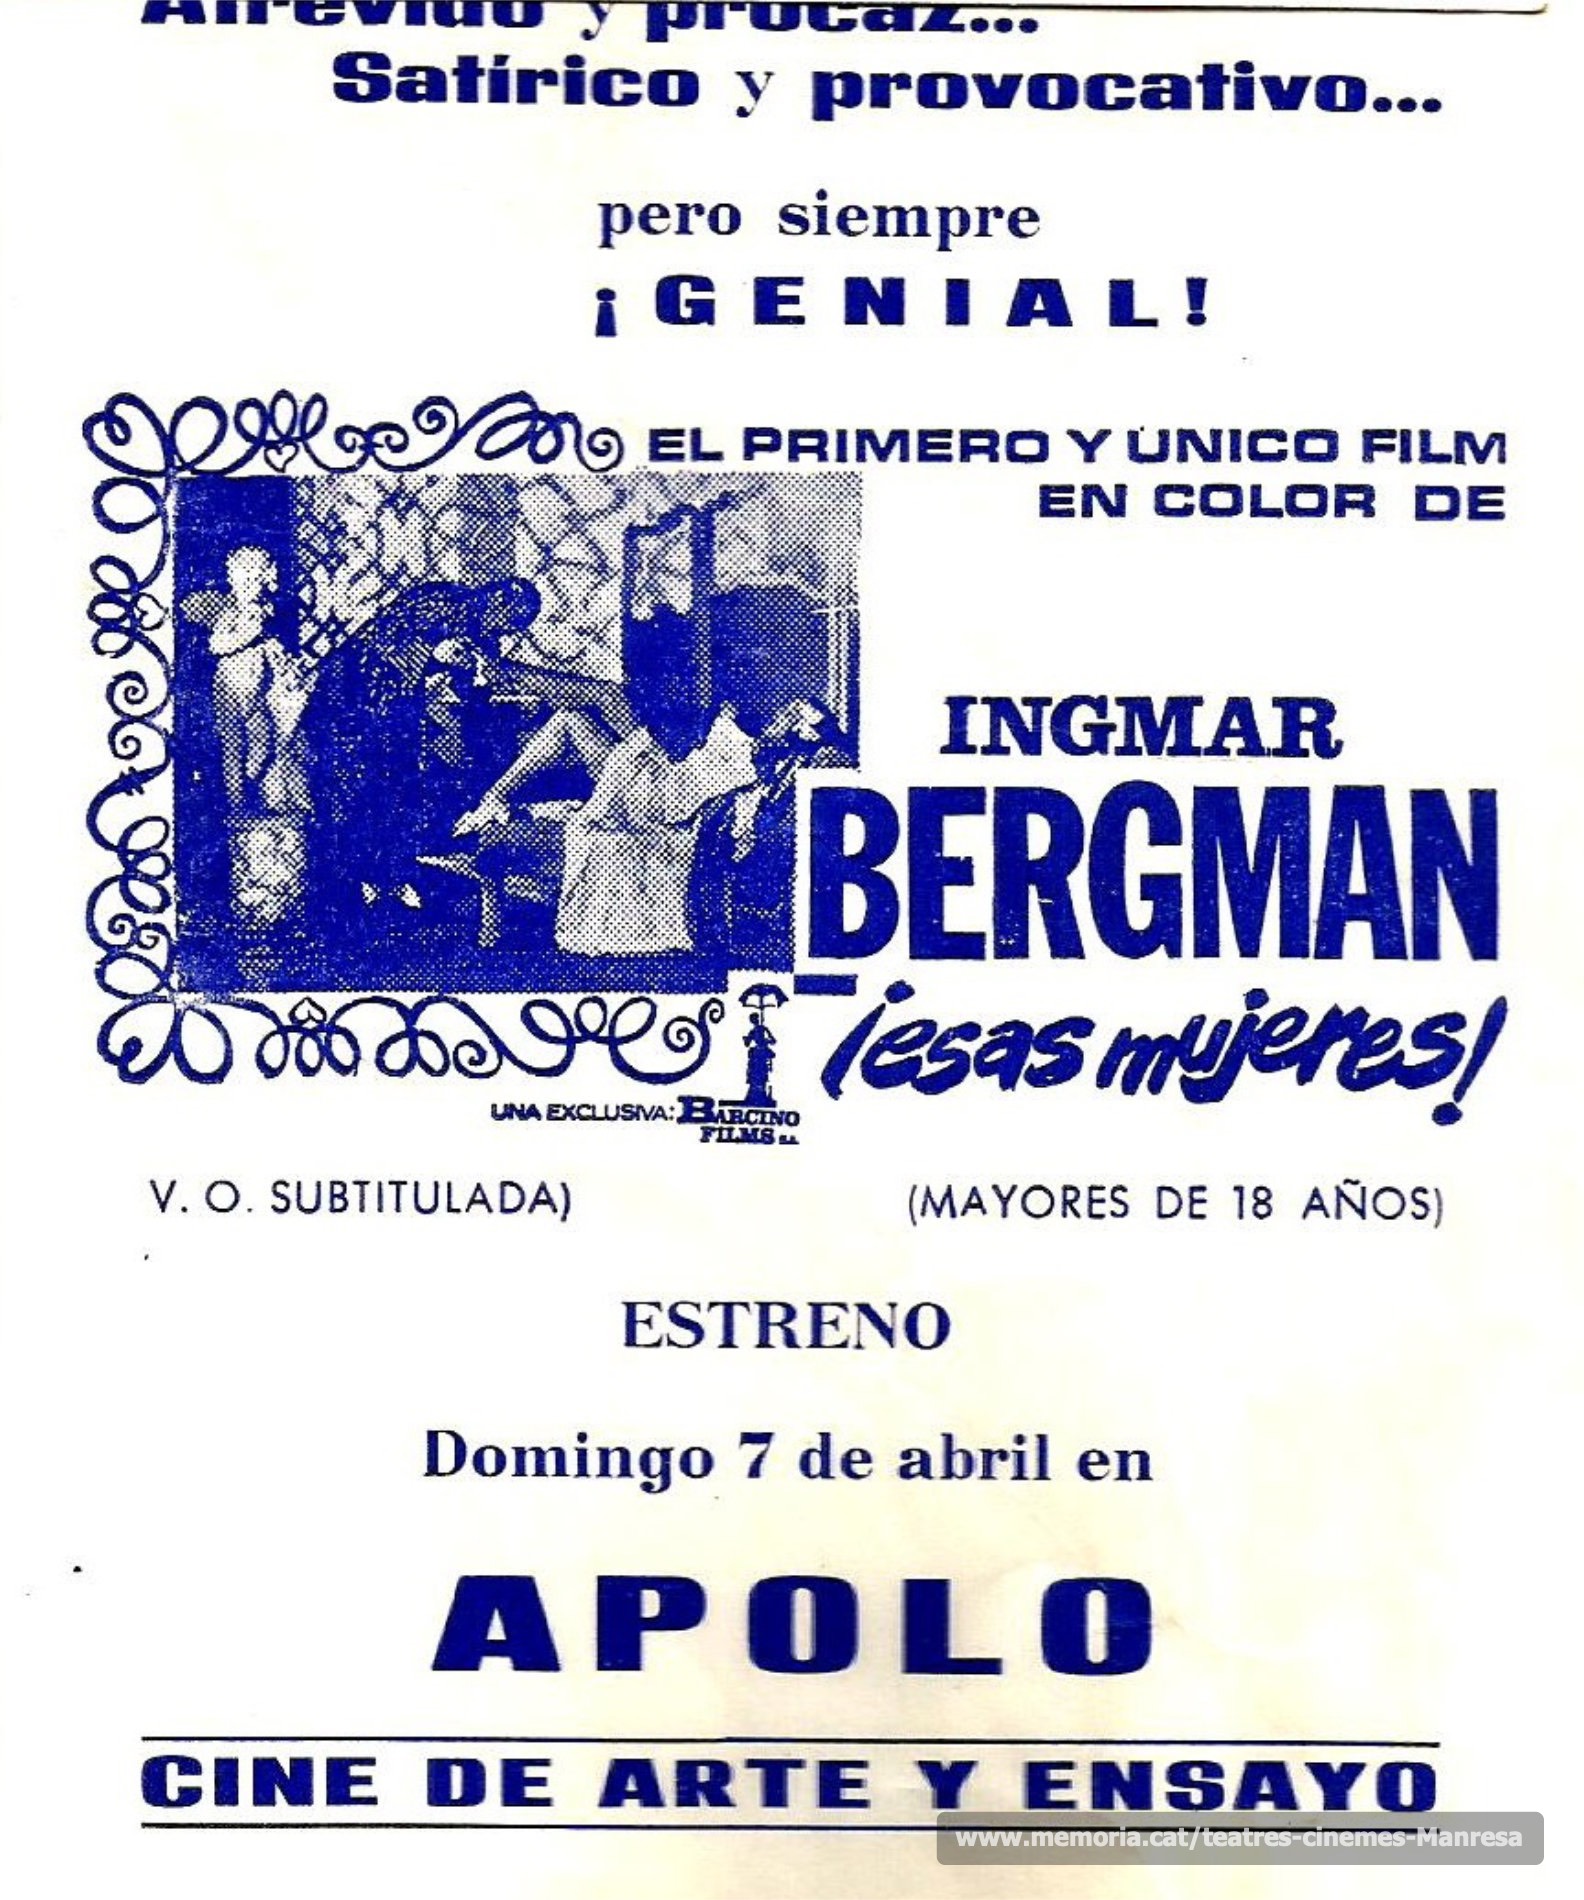 Atrevido y procaz...
Satírico y provocativo...
pero siempre
¡GENIAL!
EL PRIMERO Y UNICO FILM
EN COLOR DE
INGMAR
BERGMAN
¡esas mujeres!
UNA EXCLUSIVA: BARCINO
FILMS S.A.
V. O. SUBTITULADA)
(MAYORES DE 18 AÑOS)
ESTRENO
Domingo 7 de abril en
APOLO
CINE DE ARTE Y ENSAYO
www.memoria.cat/teatres-cinemes-Manresa